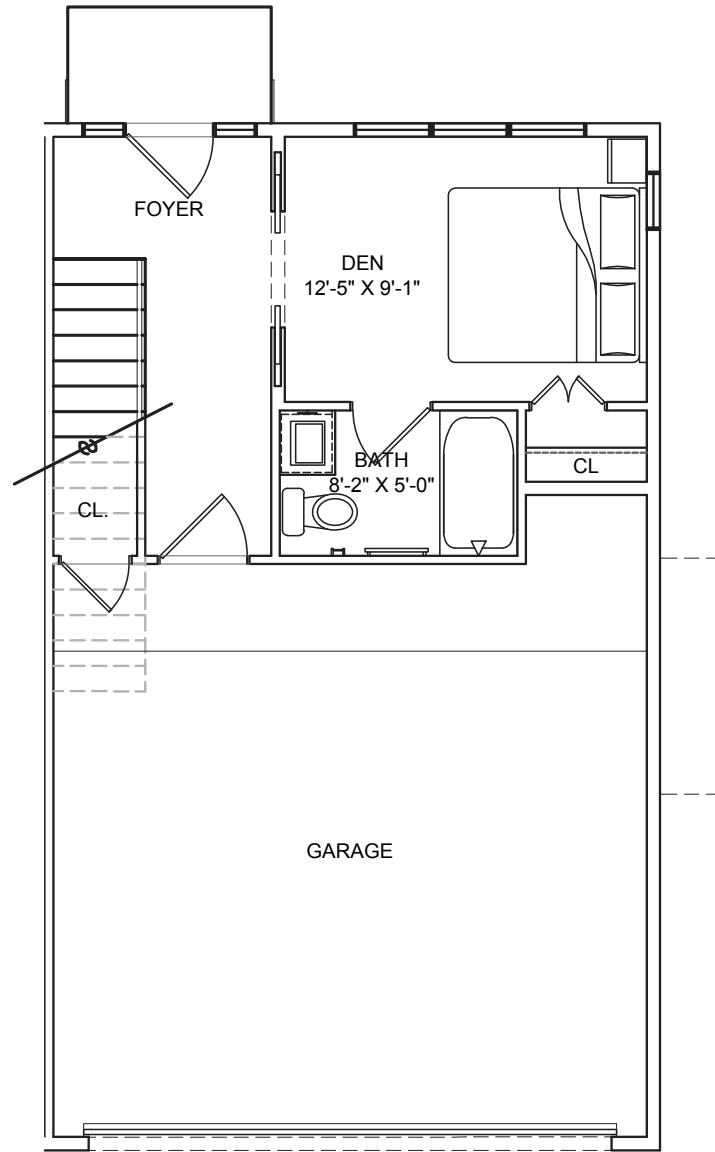 FOYER
DEN
12'-5" X 9'-1"
BATH
8'-2" X 5'-0"
CL
CL.
GARAGE